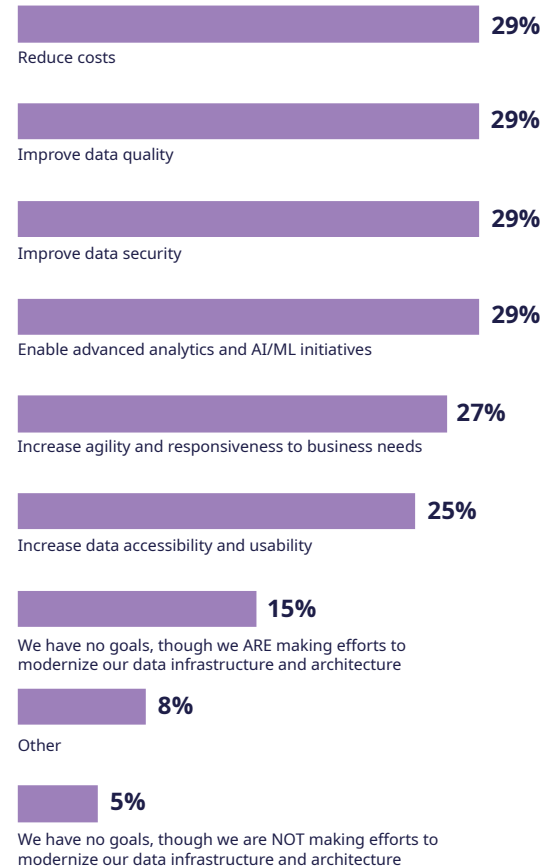 29%
Reduce costs
29%
Improve data quality
29%
Improve data security
29%
Enable advanced analytics and AI/ML initiatives
27%
Increase agility and responsiveness to business needs
25%
Increase data accessibility and usability
15%
We have no goals, though we ARE making efforts to
modernize our data infrastructure and architecture
8%
Other
5%
We have no goals, though we are NOT making efforts to
modernize our data infrastructure and architecture